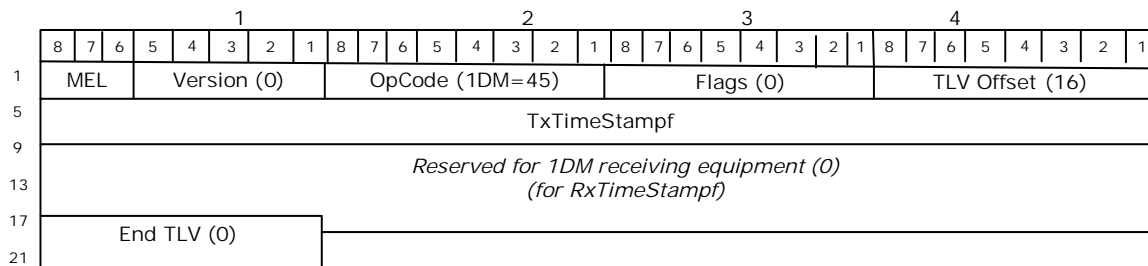 1 2 3 4
8 7 6 5 4 3 2 1 8 7 6 5 4 3 2 1 8 7 6 5 4 3 2 1 8 7 6 5 4 3 2 1
1 MEL Version (0) OpCode (1DM=45) Flags (0) TLV Offset (16)
5 TxTimeStampf
9 Reserved for 1DM receiving equipment (0)
13 (for RxTimeStampf)
17 End TLV (0)
21